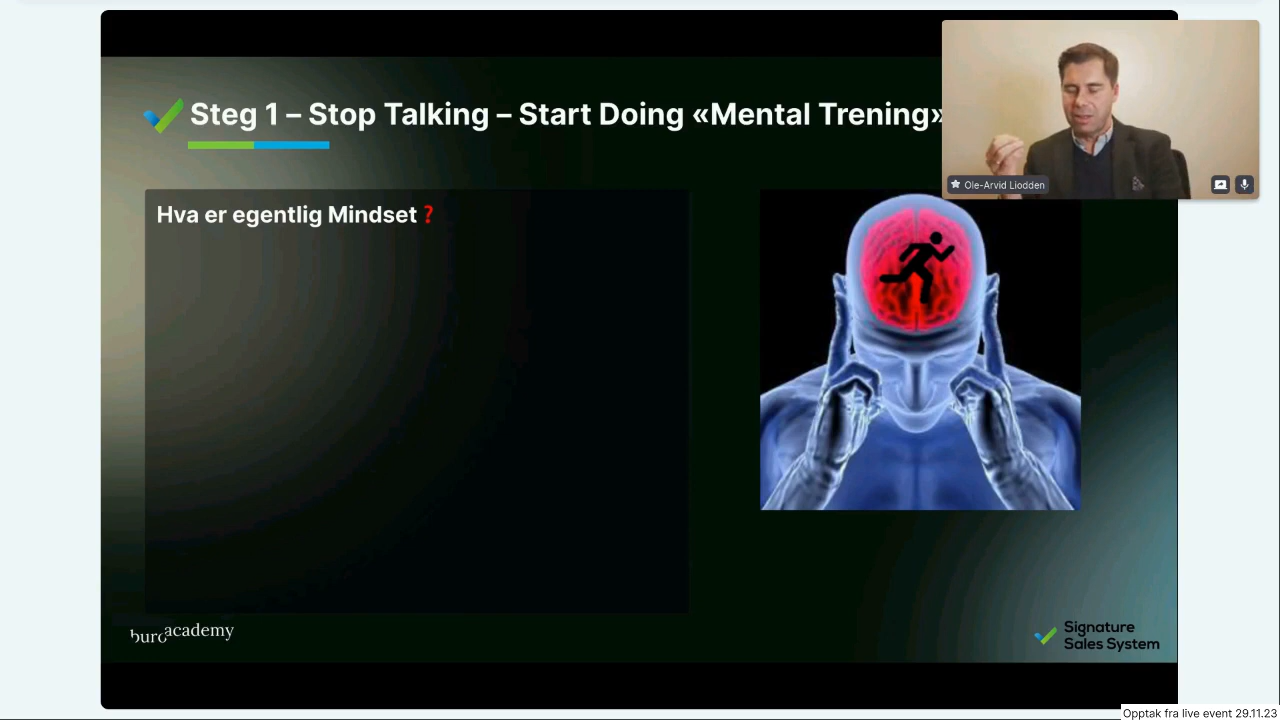 Steg 1 – Stop Talking – Start Doing «Mental Trening»
Ole-Arvid Liodden
Hva er egentlig Mindset ?
buro academy
Signature
Sales System
Opptak fra live event 29.11.23